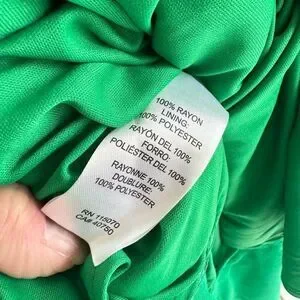 100% RAYON
LINING:
100% POLYESTER
RAYÓN DEL 100%
FORRO:
POLIÉSTER DEL 100%
RAYONNE 100%
DOUBLURE:
100% POLYESTER
RN 115070
CA# 40750